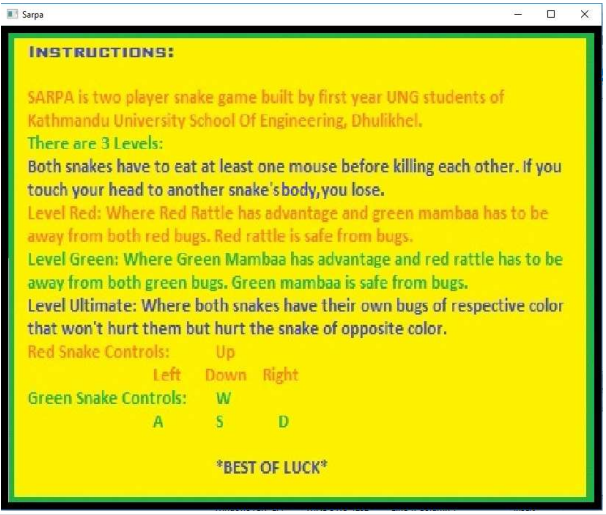 Sarpa
INSTRUCTIONS:
SARPA is two player snake game built by first year UNG students of
Kathmandu University School Of Engineering, Dhulikhel.
There are 3 Levels:
Both snakes have to eat at least one mouse before killing each other. If you
touch your head to another snake's body, you lose.
Level Red: Where Red Rattle has advantage and green mambaa has to be
away from both red bugs. Red rattle is safe from bugs.
Level Green: Where Green Mambaa has advantage and red rattle has to be
away from both green bugs. Green mambaa is safe from bugs.
Level Ultimate: Where both snakes have their own bugs of respective color
that won't hurt them but hurt the snake of opposite color.
Red Snake Controls: Up
Left Down Right
Green Snake Controls: W
A S D
*BEST OF LUCK*